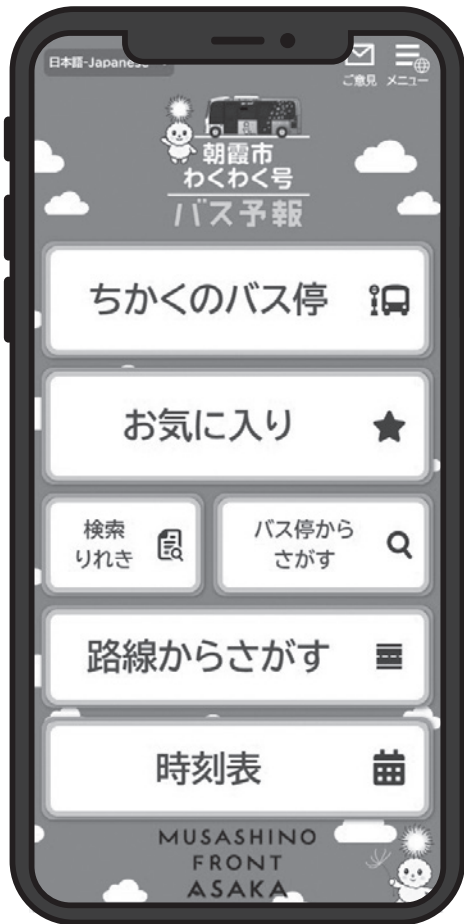 日本語-Japanese
ご意見 メニュー
朝霞市
わくわく号
バス予報
ちかくのバス停
お気に入り
検索
りれき
バス停から
さがす
路線からさがす
時刻表
MUSASHINO
FRONT
ASAKA